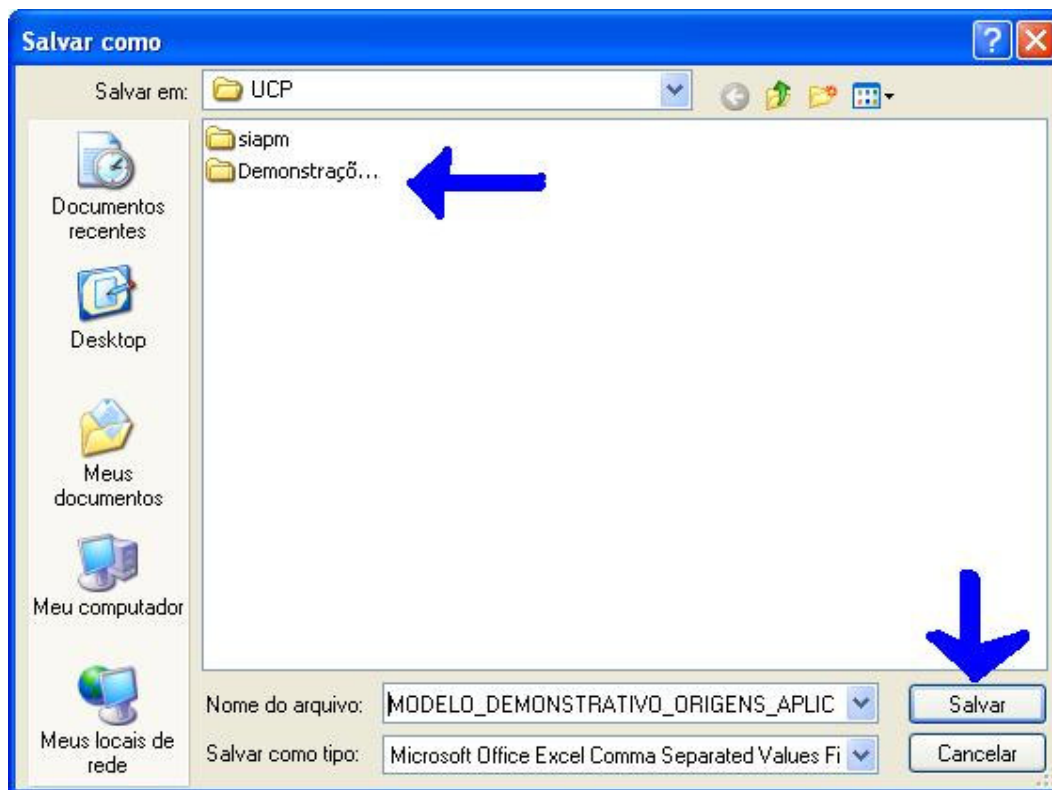 Salvar como
Salvar em:
UCP
siapm
Demonstraçõ...
Documentos
recentes
Desktop
Meus
documentos
Meu computador
Meus locais de
rede
Nome do arquivo:
MODELO_DEMONSTRATIVO_ORIGENS_APLIC
Salvar
Salvar como tipo:
Microsoft Office Excel Comma Separated Values Fi
Cancelar